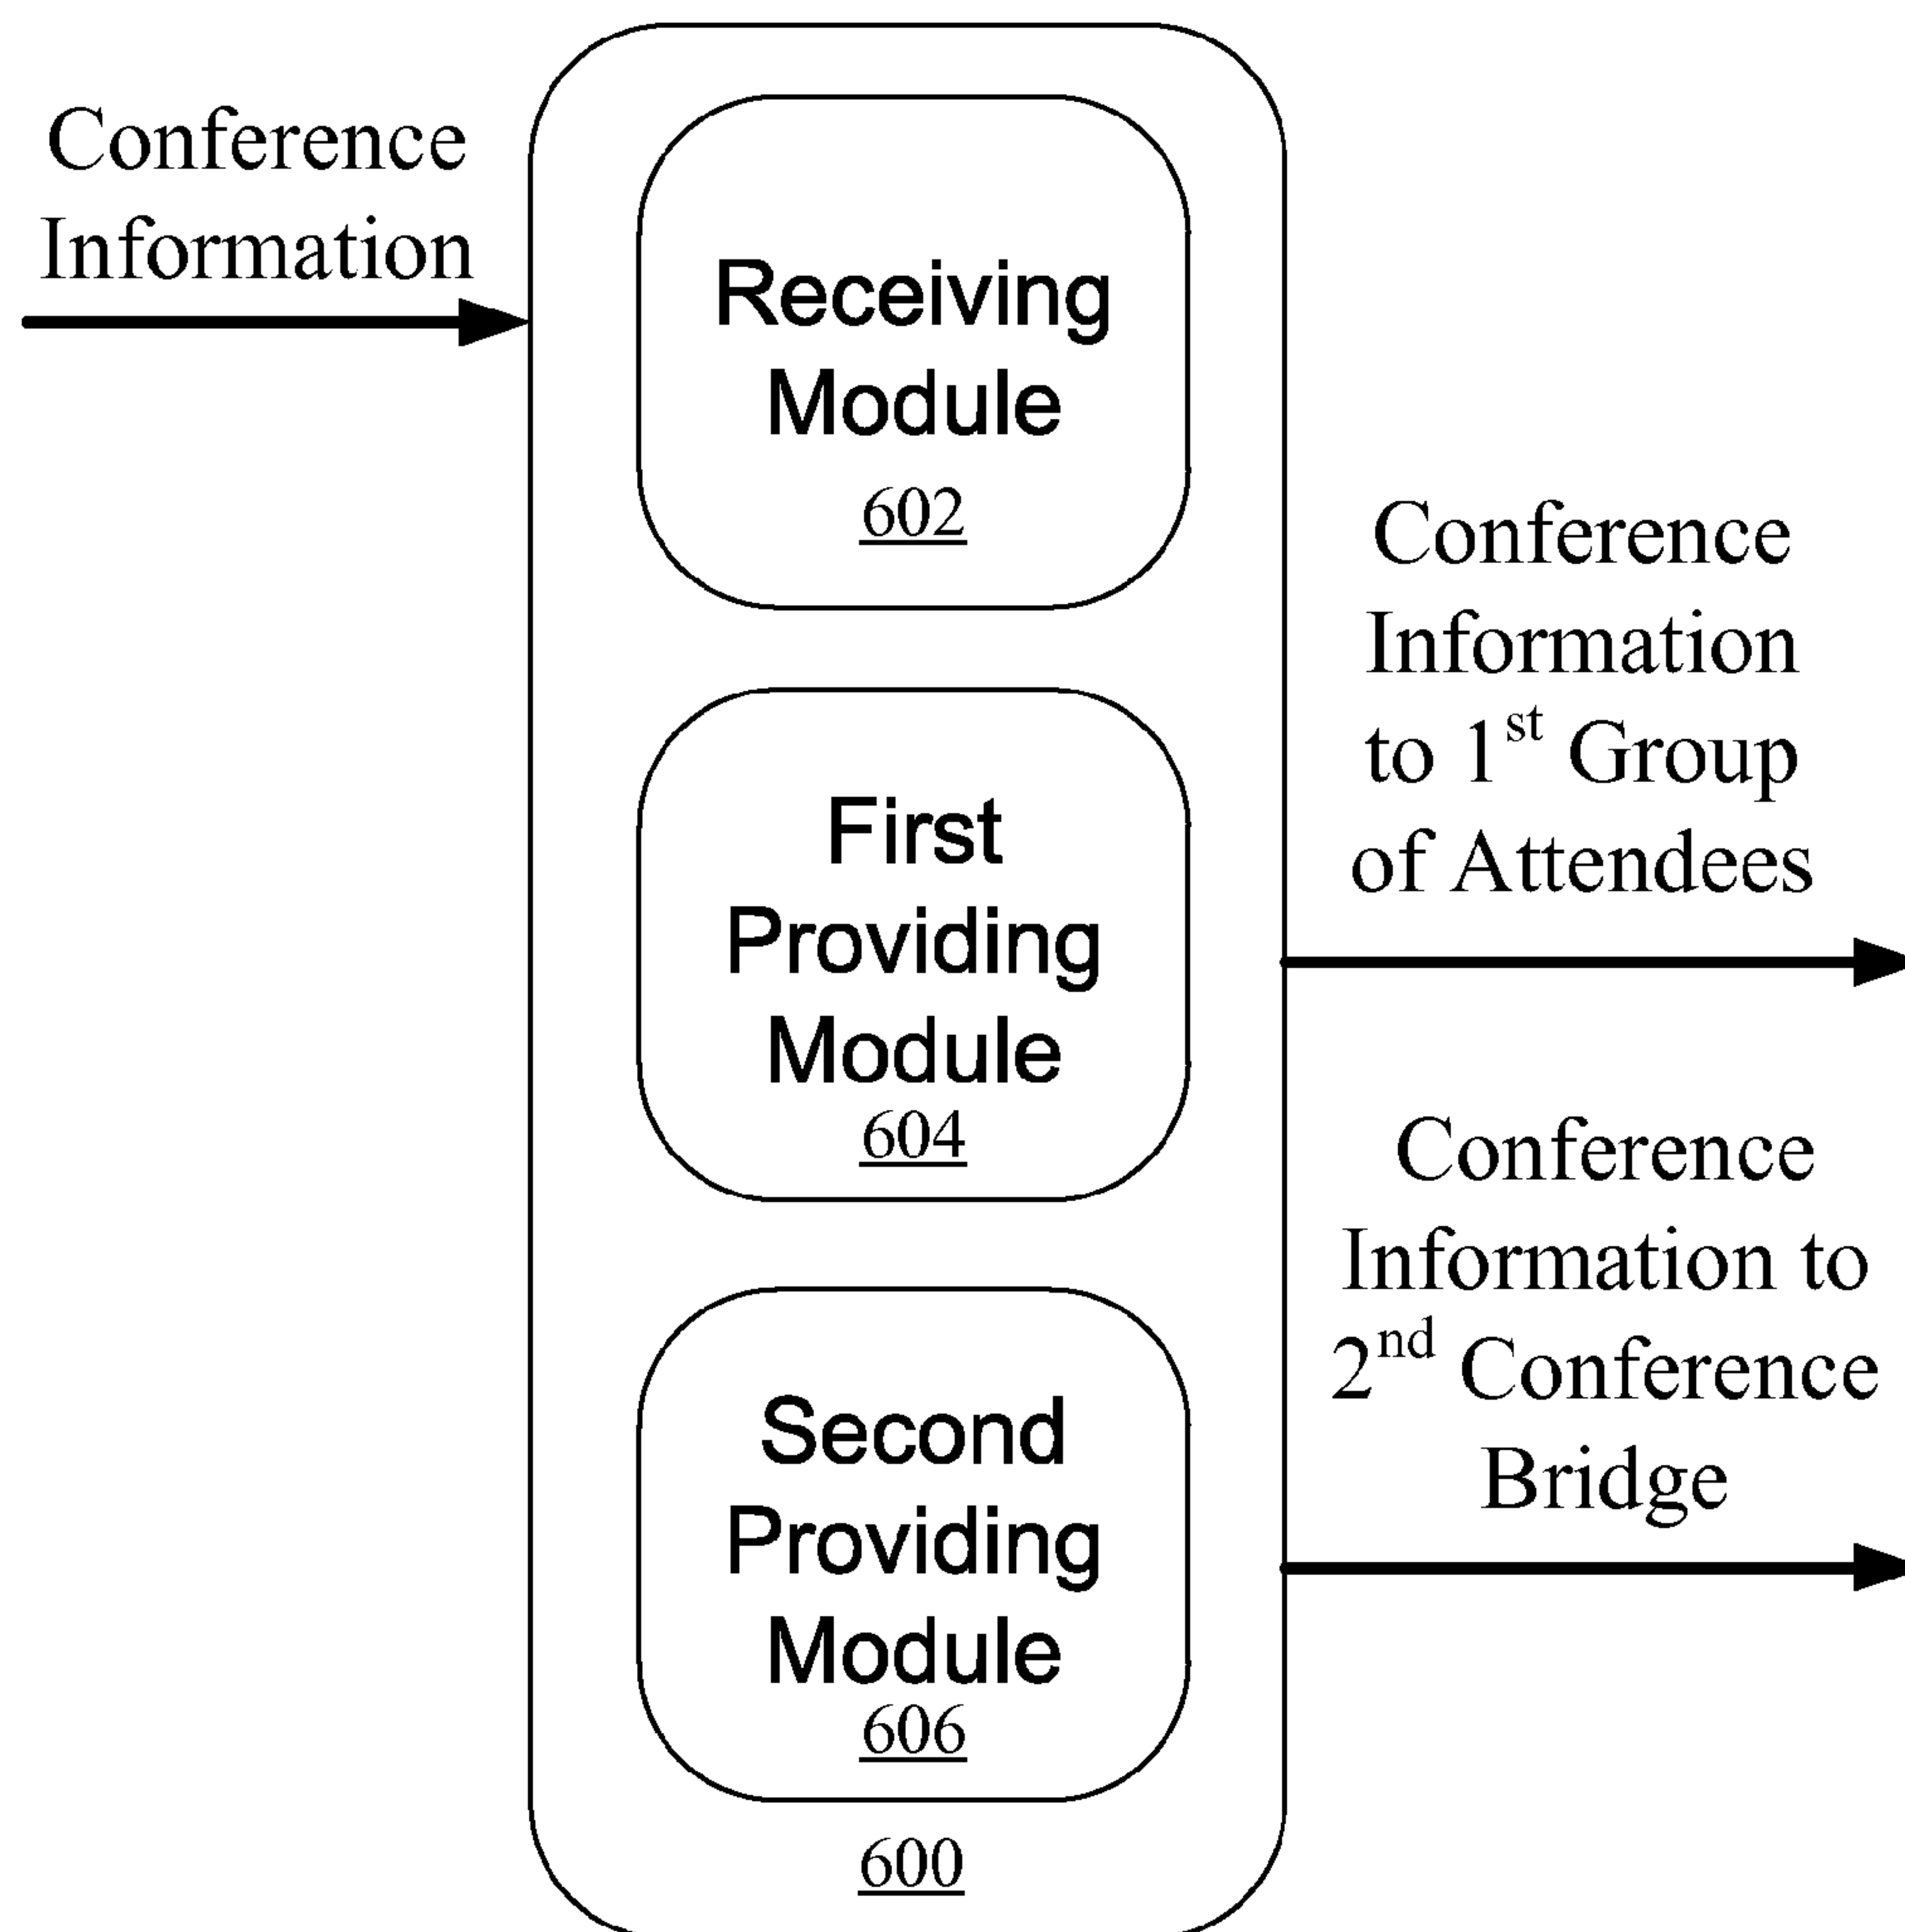 Conference
Information
Receiving
Module
602
First
Providing
Module
604
Second
Providing
Module
606
600
Conference
Information
to 1st Group
of Attendees
Conference
Information to
2nd Conference
Bridge